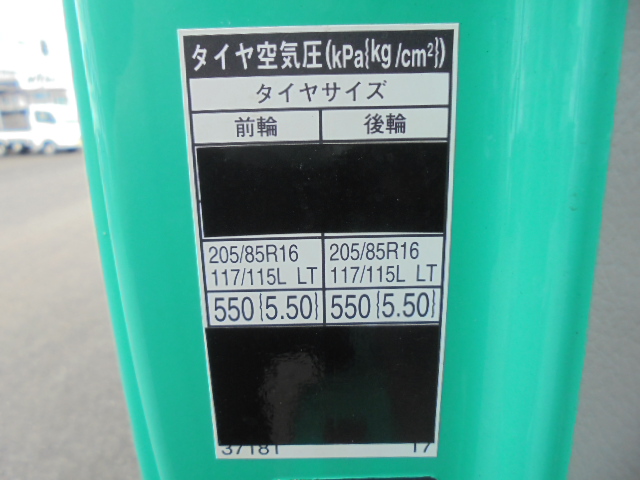 タイヤ空気圧(kPa{kg/cm²})
タイヤサイズ
前輪 後輪
205/85R16 205/85R16
117/115L LT 117/115L LT
550{5.50} 550{5.50}
37181 17